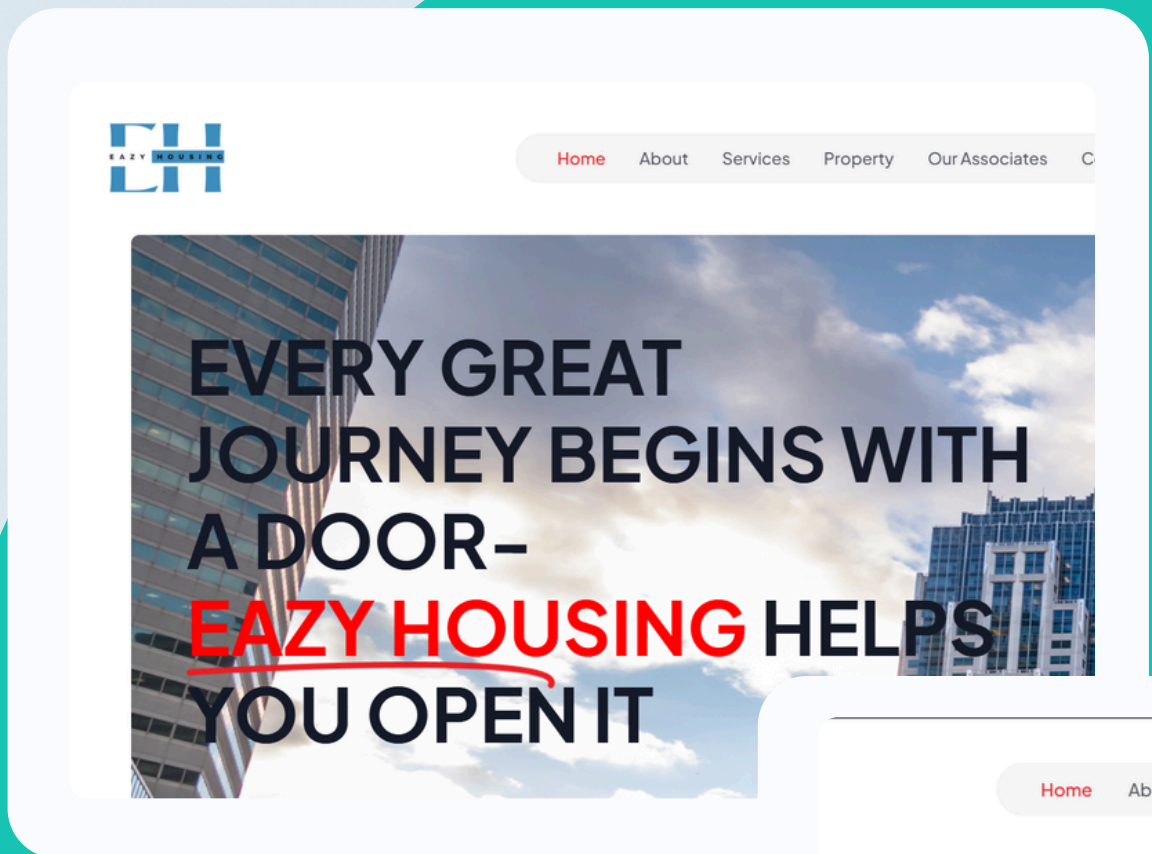 EAZY HOUSING
Home About Services Property Our Associates
EVERY GREAT
JOURNEY BEGINS WITH
A DOOR–
EAZY HOUSING HELPS
YOU OPEN IT
Home